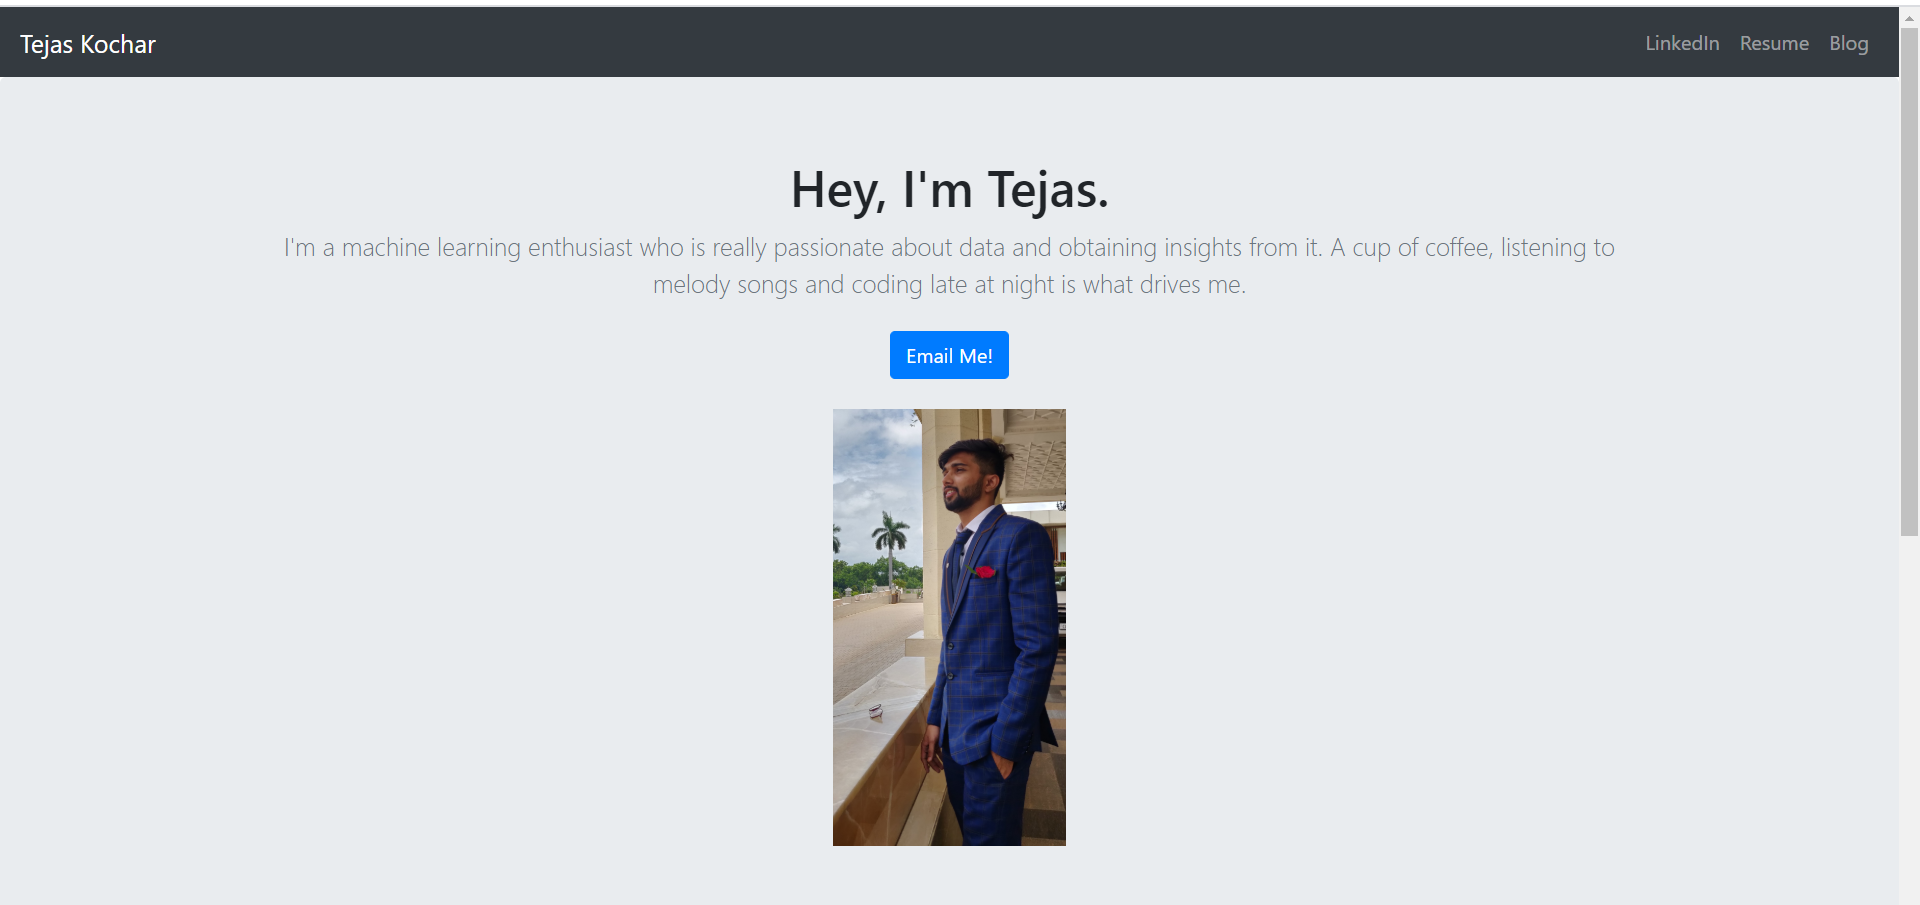 Tejas Kochar
LinkedIn Resume Blog
Hey, I'm Tejas.
I'm a machine learning enthusiast who is really passionate about data and obtaining insights from it. A cup of coffee, listening to
melody songs and coding late at night is what drives me.
Email Me!